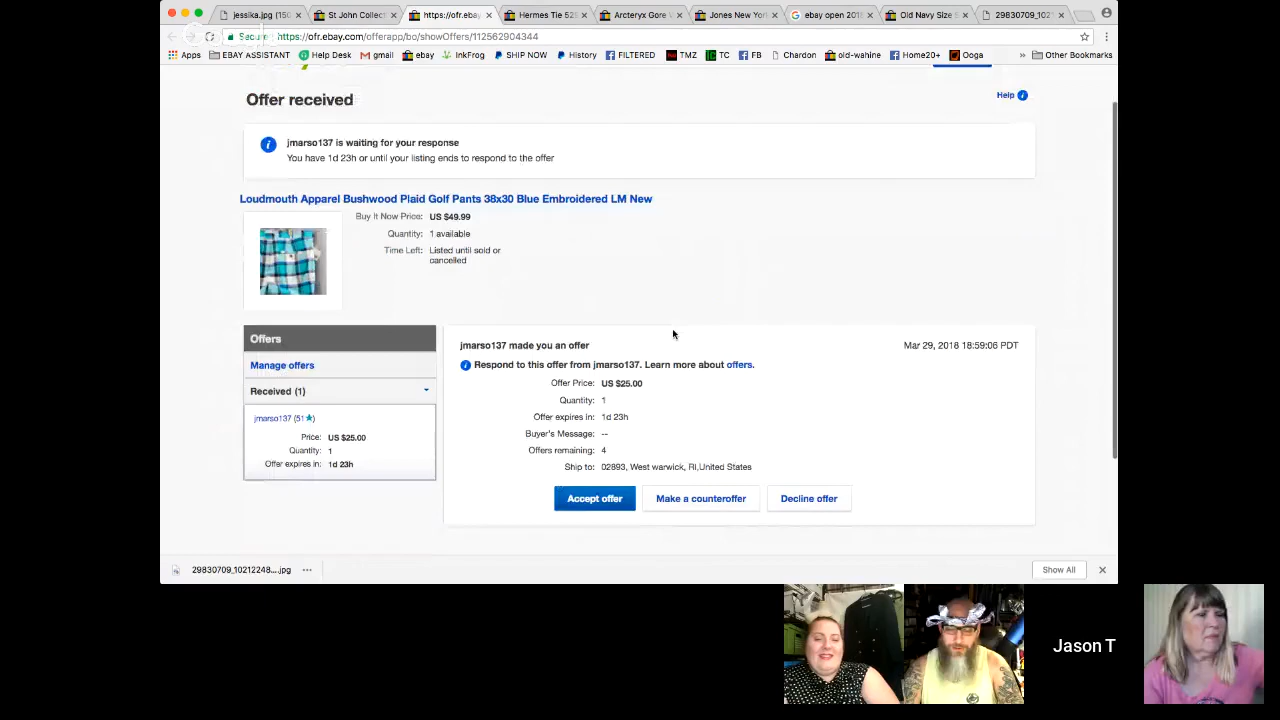 jessika.jpg (150
St John Collect
https://ofr.ebay
Hermes Tie 525
Arcteryx Gore
Jones New York
ebay open 201
Old Navy Size
29830709_102127
Secure
https://ofr.ebay.com/offerapp/bo/showOffers/112562904344
Apps
EBAY ASSISTANT
Help Desk
gmail
ebay
InkFrog
SHIP NOW
History
FILTERED
TMZ
TC
FB
Chardon
old-wahine
Home20+
Ooga
»
Other Bookmarks
Offer received
Help
jmarso137 is waiting for your response
You have 1d 23h or until your listing ends to respond to the offer
Loudmouth Apparel Bushwood Plaid Golf Pants 38x30 Blue Embroidered LM New
Buy It Now Price: US $49.99
Quantity: 1 available
Time Left: Listed until sold or
cancelled
Offers
Manage offers
Received (1)
jmarso137 (51★)
Price: US $25.00
Quantity: 1
Offer expires in: 1d 23h
jmarso137 made you an offer
Mar 29, 2018 18:59:06 PDT
Respond to this offer from jmarso137. Learn more about offers.
Offer Price: US $25.00
Quantity: 1
Offer expires in: 1d 23h
Buyer's Message: --
Offers remaining: 4
Ship to: 02893, West warwick, RI,United States
Accept offer
Make a counteroffer
Decline offer
29830709_10212248....jpg
Show All
Jason T